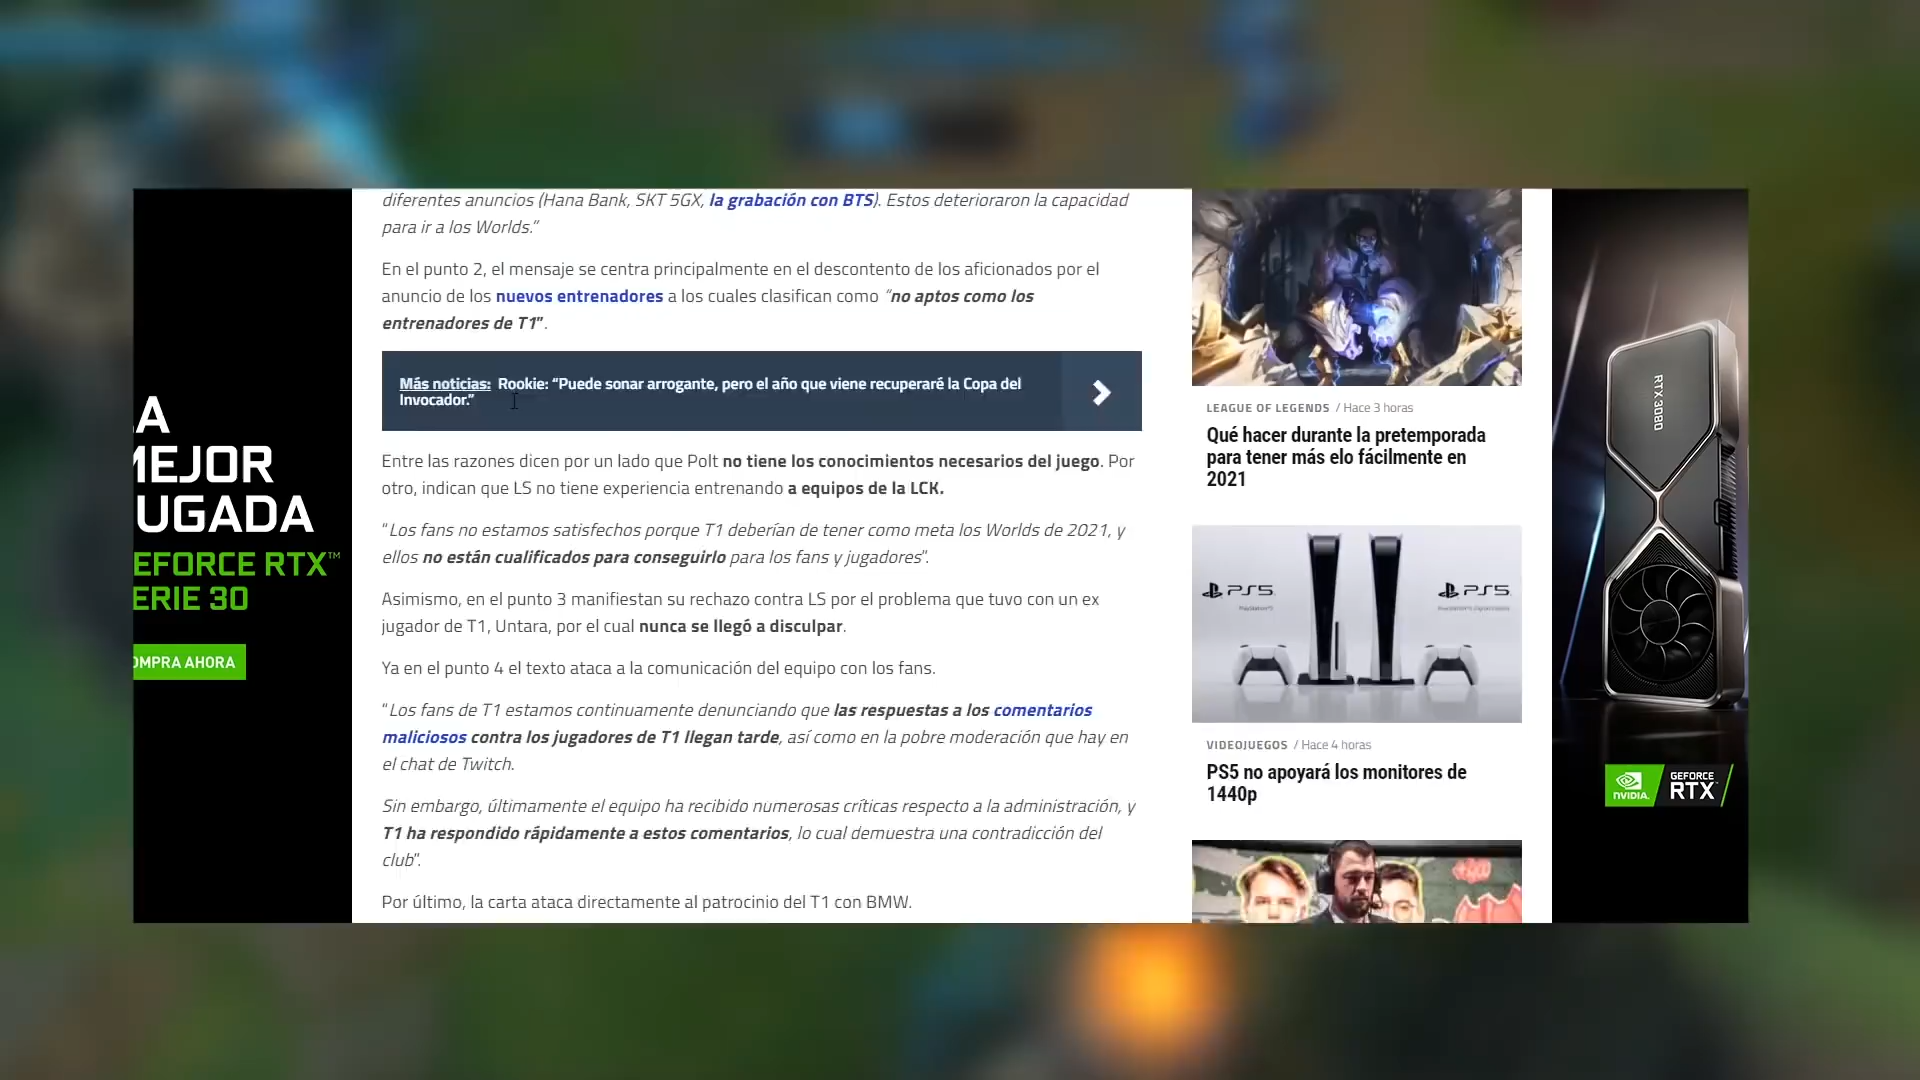 diferentes anuncios (Hana Bank, SKT 5GX, la grabación con BTS). Estos deterioraron la capacidad
para ir a los Worlds.”
En el punto 2, el mensaje se centra principalmente en el descontento de los aficionados por el
anuncio de los nuevos entrenadores a los cuales clasifican como “no aptos como los
entrenadores de T1”.
Más noticias: Rookie: “Puede sonar arrogante, pero el año que viene recuperaré la Copa del
Invocador.”
Entre las razones dicen por un lado que Polt no tiene los conocimientos necesarios del juego. Por
otro, indican que LS no tiene experiencia entrenando a equipos de la LCK.
“Los fans no estamos satisfechos porque T1 deberían de tener como meta los Worlds de 2021, y
ellos no están cualificados para conseguirlo para los fans y jugadores”.
Asimismo, en el punto 3 manifiestan su rechazo contra LS por el problema que tuvo con un ex
jugador de T1, Untara, por el cual nunca se llegó a disculpar.
Ya en el punto 4 el texto ataca a la comunicación del equipo con los fans.
“Los fans de T1 estamos continuamente denunciando que las respuestas a los comentarios
maliciosos contra los jugadores de T1 llegan tarde, así como en la pobre moderación que hay en
el chat de Twitch.
Sin embargo, últimamente el equipo ha recibido numerosas críticas respecto a la administración, y
T1 ha respondido rápidamente a estos comentarios, lo cual demuestra una contradicción del
club”.
Por último, la carta ataca directamente al patrocinio del T1 con BMW.
LEAGUE OF LEGENDS / Hace 3 horas
Qué hacer durante la pretemporada
para tener más elo fácilmente en
2021
PS5
PS5
VIDEOJUEGOS / Hace 4 horas
PS5 no apoyará los monitores de
1440p
A
MEJOR
UGADA
EFORCE RTX™
ERIE 30
OMPRA AHORA
RTX 3080
NVIDIA.
GEFORCE
RTX